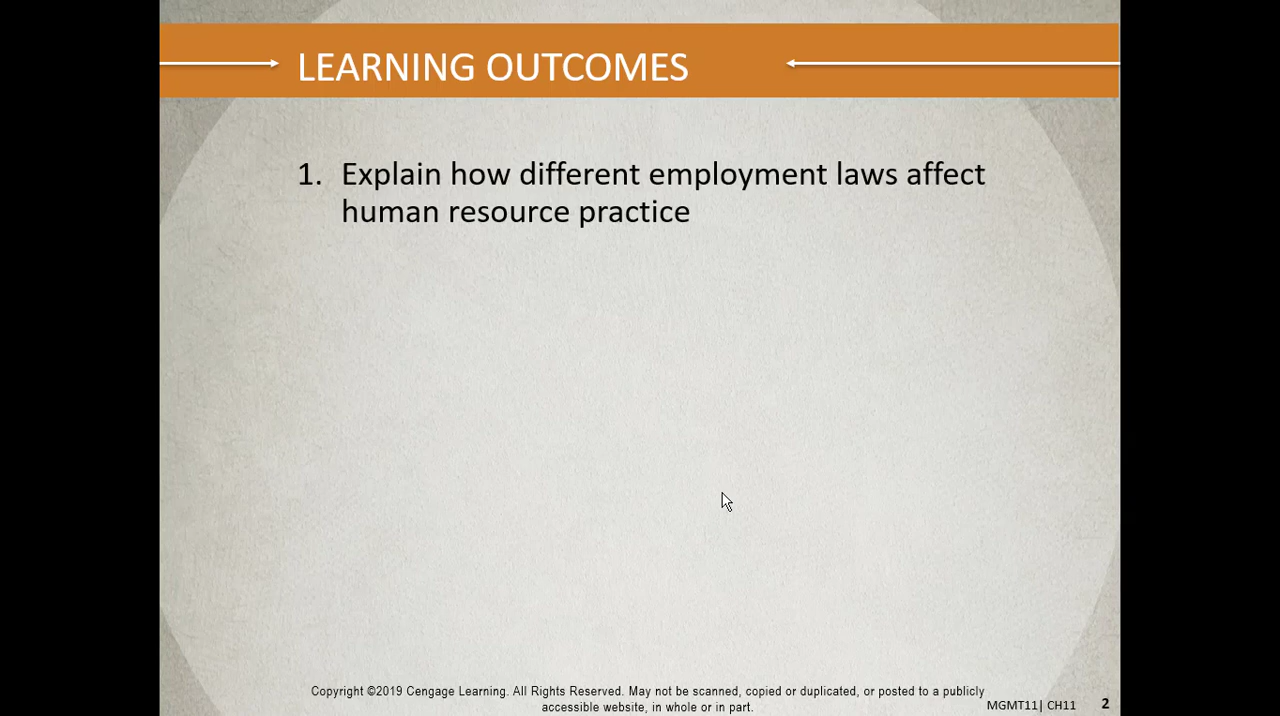 LEARNING OUTCOMES
1. Explain how different employment laws affect
human resource practice
Copyright ©2019 Cengage Learning. All Rights Reserved. May not be scanned, copied or duplicated, or posted to a publicly
accessible website, in whole or in part.
MGMT11| CH11 2